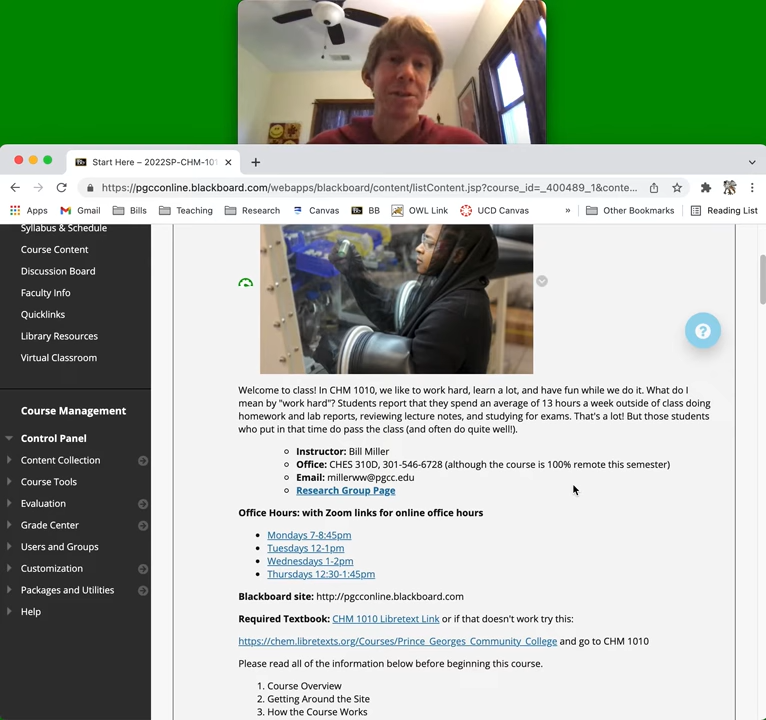 Start Here – 2022SP-CHM-101
https://pgcconline.blackboard.com/webapps/blackboard/content/listContent.jsp?course_id=_400489_1&conte...
Apps Gmail Bills Teaching Research Canvas BB OWL Link UCD Canvas » Other Bookmarks Reading List
Syllabus & Schedule
Course Content
Discussion Board
Faculty Info
Quicklinks
Library Resources
Virtual Classroom
Course Management
Control Panel
Content Collection
Course Tools
Evaluation
Grade Center
Users and Groups
Customization
Packages and Utilities
Help
Welcome to class! In CHM 1010, we like to work hard, learn a lot, and have fun while we do it. What do I
mean by "work hard"? Students report that they spend an average of 13 hours a week outside of class doing
homework and lab reports, reviewing lecture notes, and studying for exams. That's a lot! But those students
who put in that time do pass the class (and often do quite well!).
Instructor: Bill Miller
Office: CHES 310D, 301-546-6728 (although the course is 100% remote this semester)
Email: millerww@pgcc.edu
Research Group Page
Office Hours: with Zoom links for online office hours
Mondays 7-8:45pm
Tuesdays 12-1pm
Wednesdays 1-2pm
Thursdays 12:30-1:45pm
Blackboard site: http://pgcconline.blackboard.com
Required Textbook: CHM 1010 Libretext Link or if that doesn't work try this:
https://chem.libretexts.org/Courses/Prince_Georges_Community_College and go to CHM 1010
Please read all of the information below before beginning this course.
1. Course Overview
2. Getting Around the Site
3. How the Course Works